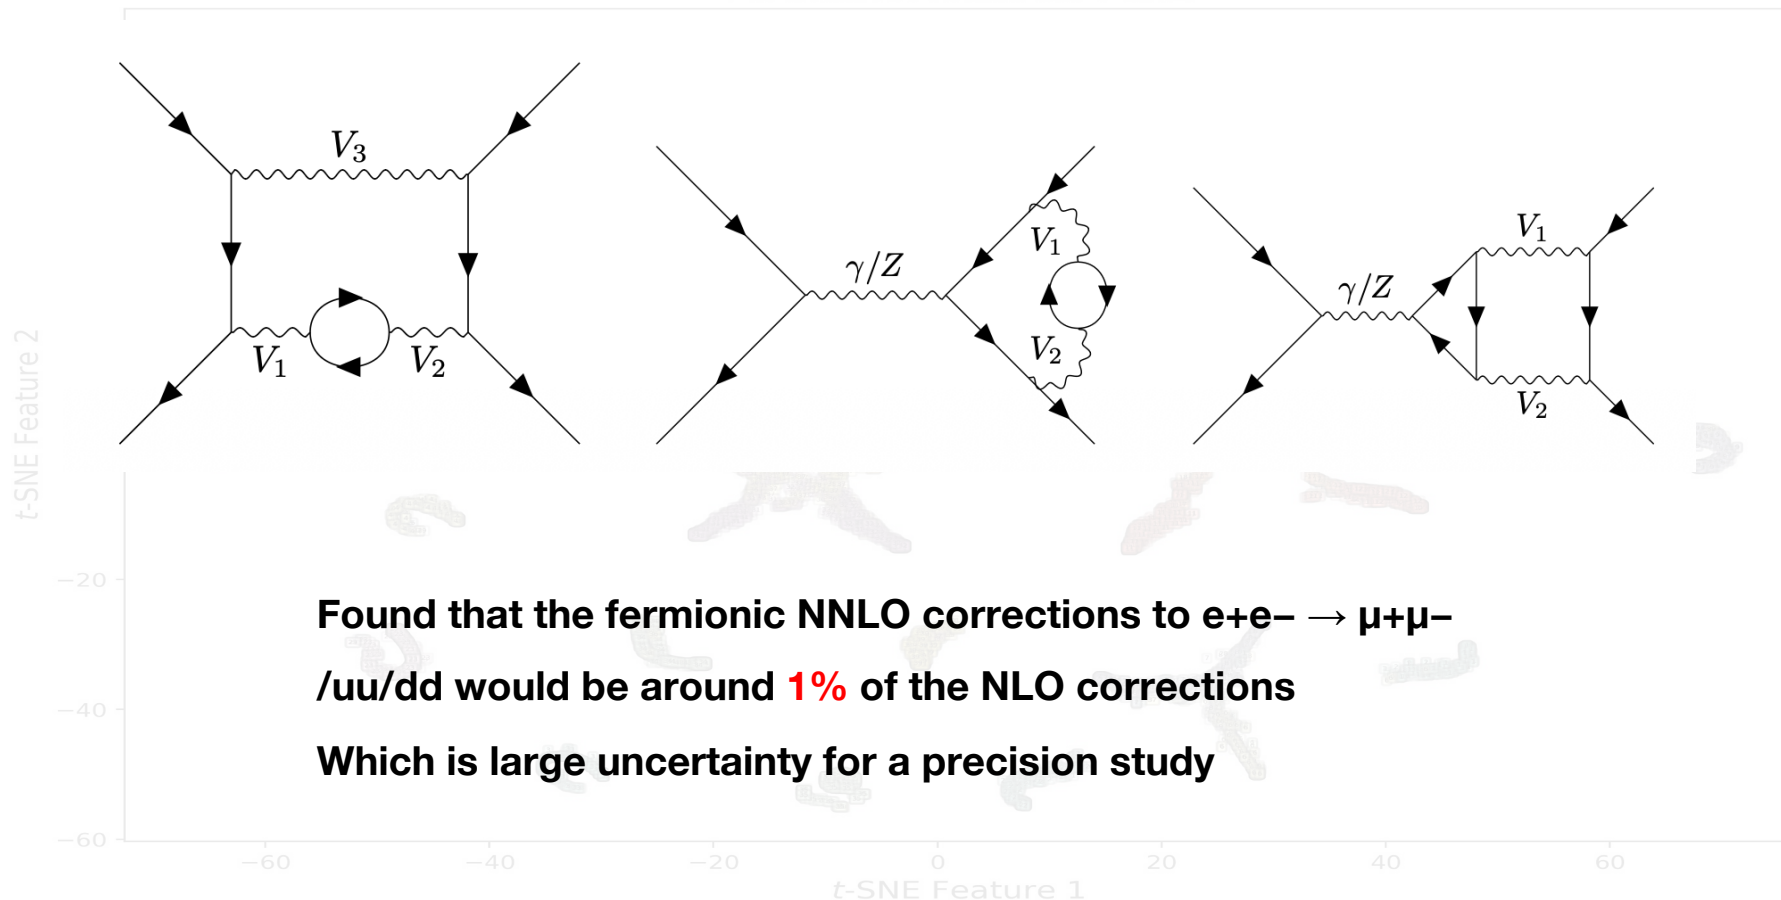 V₃
V₁
V₂
γ/Z
V₁
V₂
γ/Z
V₁
V₂
t-SNE Feature 2
Found that the fermionic NNLO corrections to e+e− → μ+μ−
/uu/dd would be around 1% of the NLO corrections
Which is large uncertainty for a precision study
−20
−40
−60
−60 −40 −20 0 20 40 60
t-SNE Feature 1